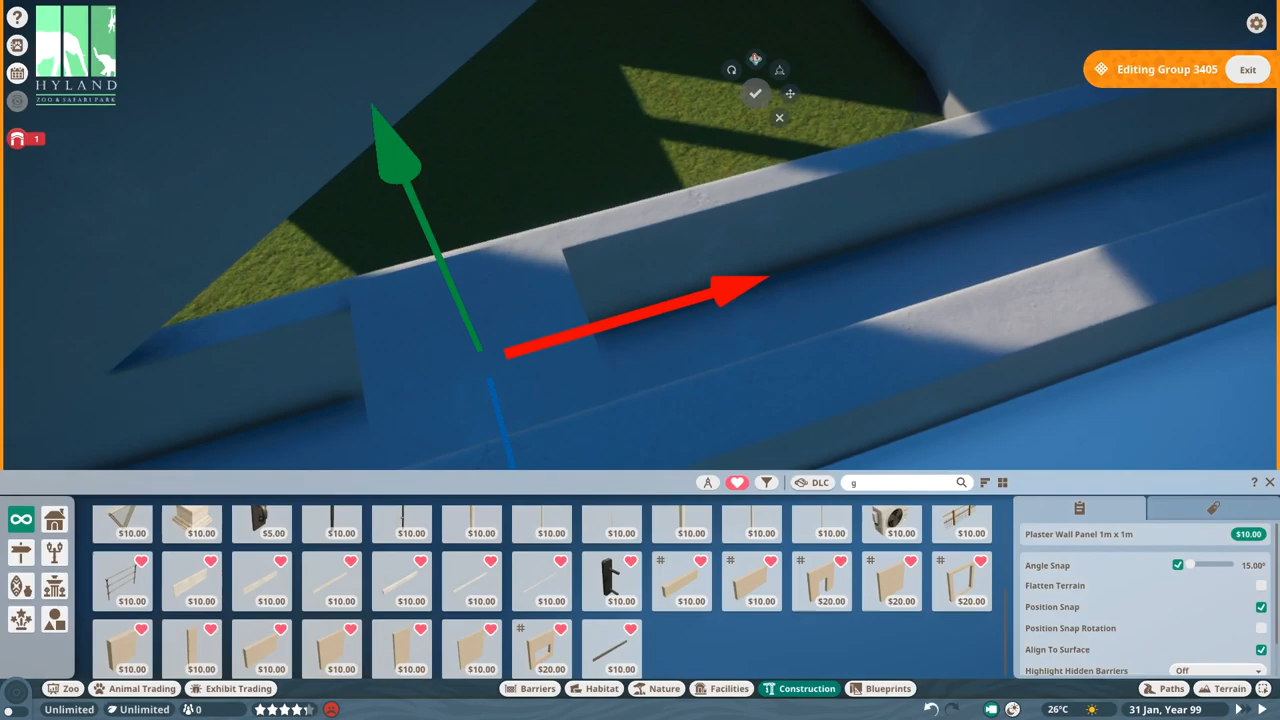 ?
HYLAND
ZOO & SAFARI PARK
1
Editing Group 3405
Exit
DLC
g
? ×
$10.00 $10.00 $5.00 $10.00 $10.00 $10.00 $10.00 $10.00 $10.00 $10.00 $10.00 $10.00 $10.00
$10.00 $10.00 $10.00 $10.00 $10.00 $10.00 $10.00 $10.00 $10.00 $10.00 $20.00 $20.00 $20.00
$10.00 $10.00 $10.00 $10.00 $10.00 $10.00 $20.00 $10.00
Plaster Wall Panel 1m x 1m $10.00
Angle Snap 15.00°
Flatten Terrain
Position Snap
Position Snap Rotation
Align To Surface
Highlight Hidden Barriers Off
Zoo Animal Trading Exhibit Trading Barriers Habitat Nature Facilities Construction Blueprints Paths Terrain
Unlimited Unlimited 0 26°C 31 Jan, Year 99